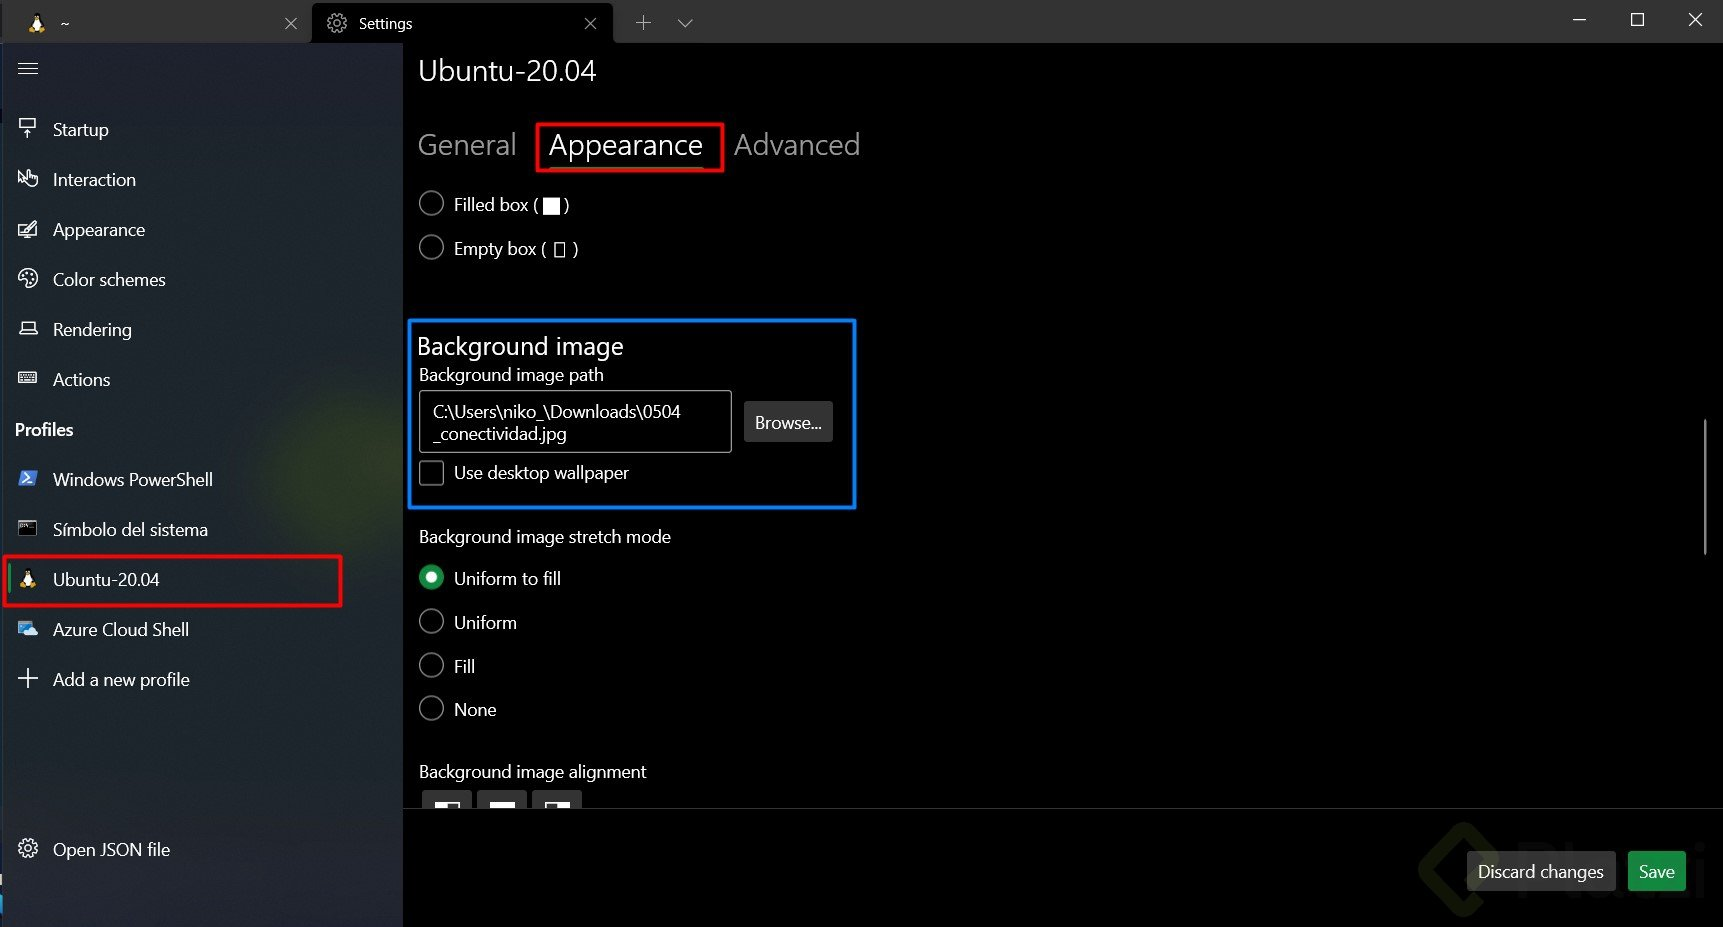 ~
Settings
Ubuntu-20.04
General Appearance Advanced
Startup
Interaction
Appearance
Color schemes
Rendering
Actions
Profiles
Windows PowerShell
Símbolo del sistema
Ubuntu-20.04
Azure Cloud Shell
Add a new profile
Open JSON file
Filled box ( )
Empty box ( )
Background image
Background image path
C:\Users\niko_\Downloads\0504
_conectividad.jpg
Browse...
Use desktop wallpaper
Background image stretch mode
Uniform to fill
Uniform
Fill
None
Background image alignment
Discard changes
Save